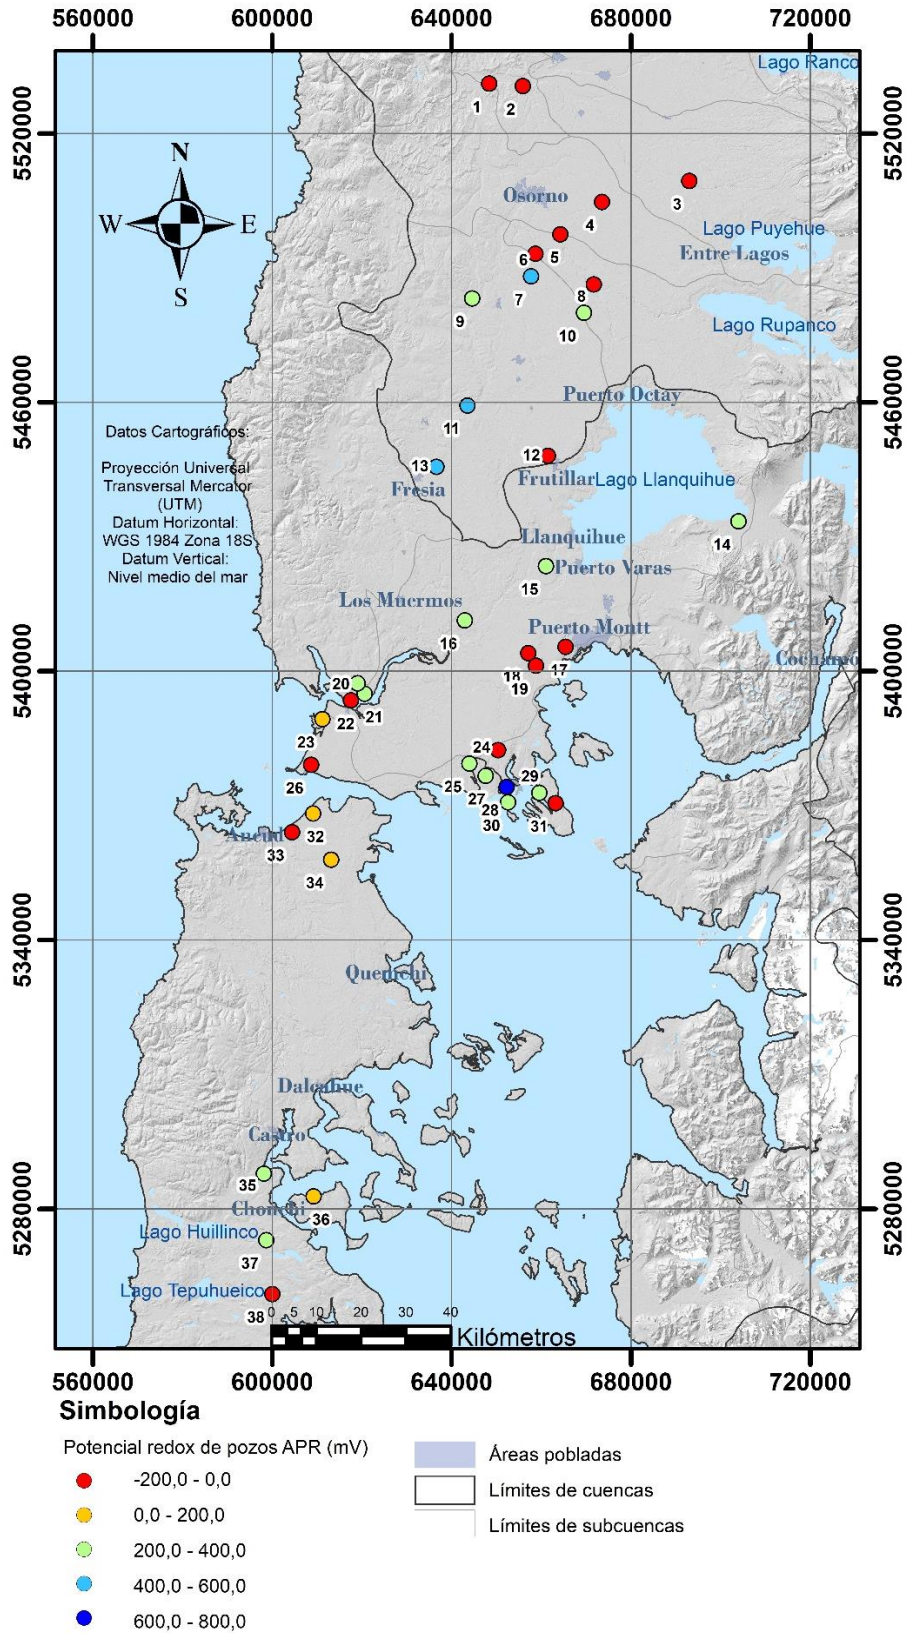 560000 600000 640000 680000 720000
Lago Ranco
1
2
5520000
5520000
N
W
E
S
3
Osorno
4
Lago Puyehue
5
6
Entre Lagos
7
8
9
10
Lago Rupanco
Puerto Octay
5460000
5460000
11
Datos Cartográficos:
Proyección Universal
Transversal Mercator
(UTM)
Datum Horizontal:
WGS 1984 Zona 18S
Datum Vertical:
Nivel medio del mar
12
13
Frutillar
Lago Llanquihue
Fresia
14
Llanquihue
15
Puerto Varas
Los Muermos
16
Puerto Montt
17
Cochamo
5400000
5400000
18
19
20
21
22
23
24
25
26
27
28
29
30
31
32
Ancud
33
34
5340000
5340000
Quemchi
Dalcahue
Castro
35
36
Chonchi
5280000
5280000
Lago Huillinco
37
Lago Tepuhueico
38
0 5 10 20 30 40
Kilómetros
560000 600000 640000 680000 720000
Simbología
Potencial redox de pozos APR (mV)
-200,0 - 0,0
0,0 - 200,0
200,0 - 400,0
400,0 - 600,0
600,0 - 800,0
Áreas pobladas
Límites de cuencas
Límites de subcuencas